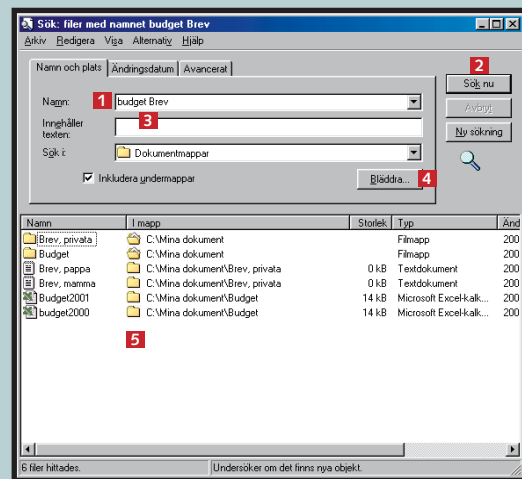 Sök: filer med namnet budget Brev
Arkiv Redigera Visa Alternativ Hjälp
Namn och plats Ändringsdatum Avancerat
2
Sök nu
Namn: 1 budget Brev
Avbryt
Innehåller texten: 3
Ny sökning
Sök i: Dokumentmappar
Inkludera undermappar Bläddra... 4
Namn I mapp Storlek Typ Änd
Brev, privata C:\Mina dokument Filmapp 200
Budget C:\Mina dokument Filmapp 200
Brev, pappa C:\Mina dokument\Brev, privata 0 kB Textdokument 200
Brev, mamma C:\Mina dokument\Brev, privata 0 kB Textdokument 200
Budget2001 C:\Mina dokument\Budget 14 kB Microsoft Excel-kalk... 200
budget2000 C:\Mina dokument\Budget 14 kB Microsoft Excel-kalk... 200
5
6 filer hittades. Undersöker om det finns nya objekt.